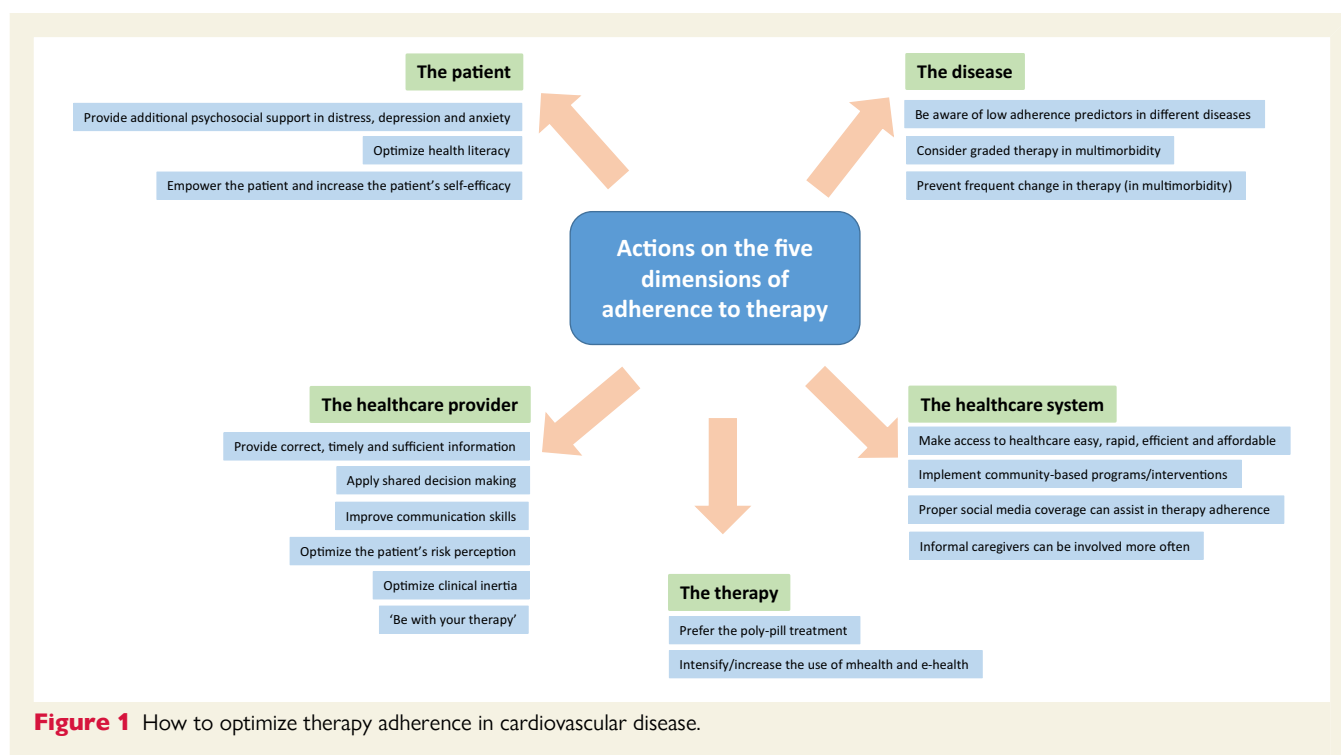 The patient
Provide additional psychosocial support in distress, depression and anxiety
Optimize health literacy
Empower the patient and increase the patient's self-efficacy
The disease
Be aware of low adherence predictors in different diseases
Consider graded therapy in multimorbidity
Prevent frequent change in therapy (in multimorbidity)
Actions on the five
dimensions of
adherence to therapy
The healthcare provider
Provide correct, timely and sufficient information
Apply shared decision making
Improve communication skills
Optimize the patient's risk perception
Optimize clinical inertia
'Be with your therapy'
The healthcare system
Make access to healthcare easy, rapid, efficient and affordable
Implement community-based programs/interventions
Proper social media coverage can assist in therapy adherence
Informal caregivers can be involved more often
The therapy
Prefer the poly-pill treatment
Intensify/increase the use of mhealth and e-health
Figure 1 How to optimize therapy adherence in cardiovascular disease.